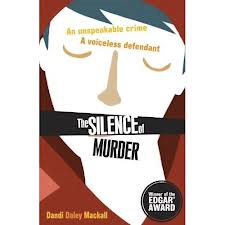 An unspeakable crime
A voiceless defendant
The SILENCE of
MURDER
Winner of the
EDGAR®
AWARD
Dandi Daley Mackall